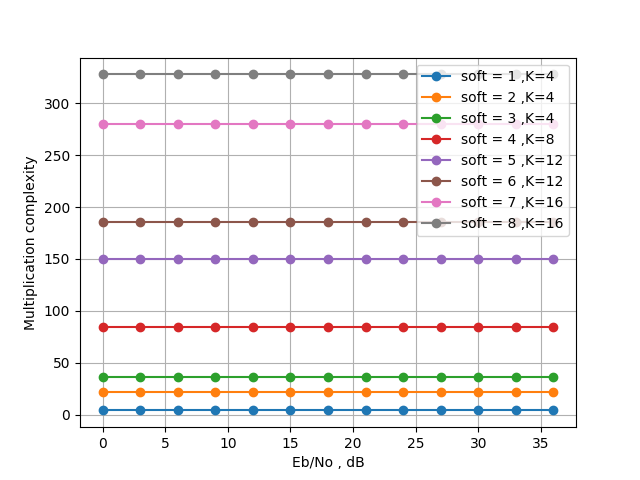 300
250
200
150
100
50
0
Multiplication complexity
soft = 1 ,K=4
soft = 2 ,K=4
soft = 3 ,K=4
soft = 4 ,K=8
soft = 5 ,K=12
soft = 6 ,K=12
soft = 7 ,K=16
soft = 8 ,K=16
0 5 10 15 20 25 30 35
Eb/No , dB